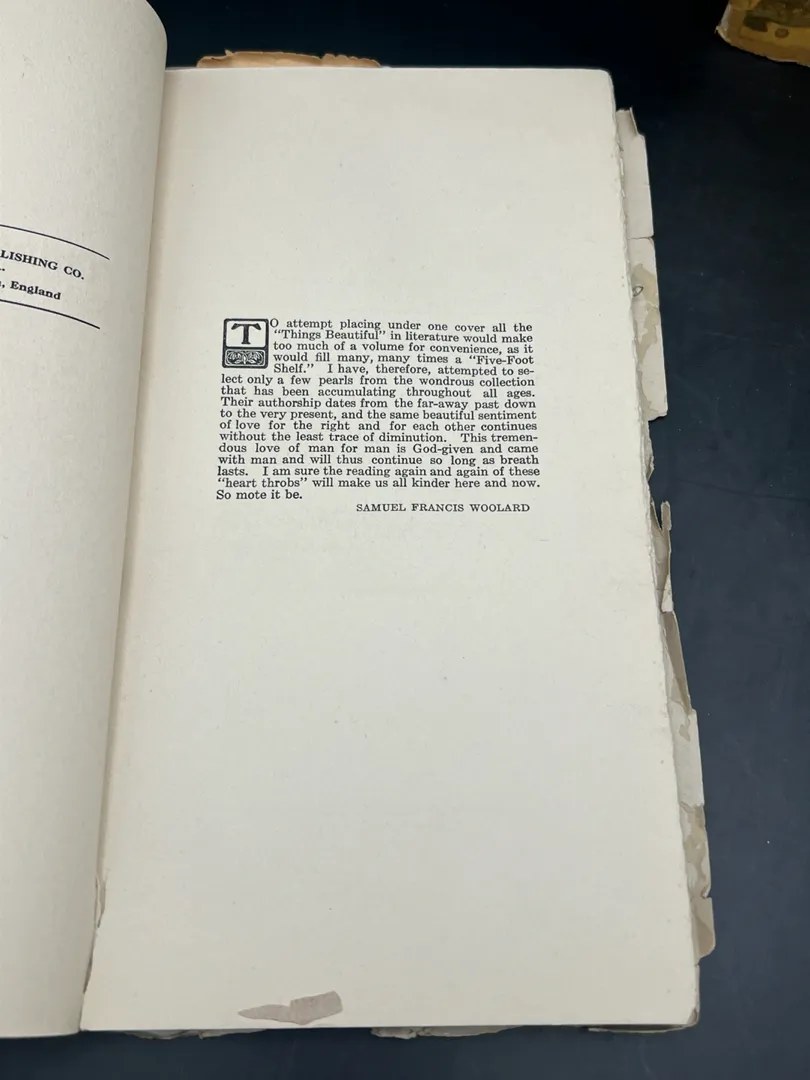 LISHING CO.
, England
TO attempt placing under one cover all the
"Things Beautiful" in literature would make
too much of a volume for convenience, as it
would fill many, many times a "Five-Foot
Shelf." I have, therefore, attempted to se-
lect only a few pearls from the wondrous collection
that has been accumulating throughout all ages.
Their authorship dates from the far-away past down
to the very present, and the same beautiful sentiment
of love for the right and for each other continues
without the least trace of diminution. This tremen-
dous love of man for man is God-given and came
with man and will thus continue so long as breath
lasts. I am sure the reading again and again of these
"heart throbs" will make us all kinder here and now.
So mote it be.
SAMUEL FRANCIS WOOLARD